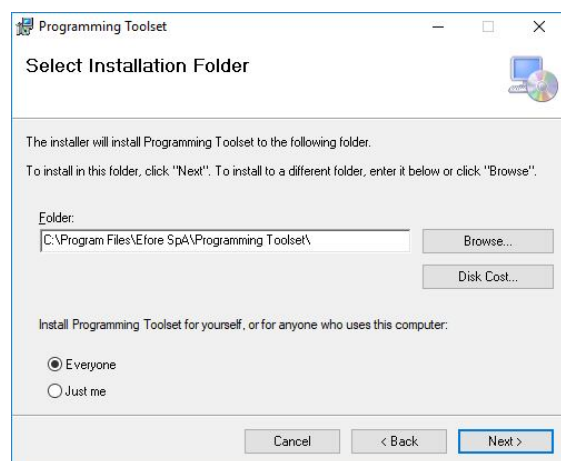 Programming Toolset
Select Installation Folder
The installer will install Programming Toolset to the following folder.
To install in this folder, click "Next". To install to a different folder, enter it below or click "Browse".
Folder:
C:\Program Files\Efore SpA\Programming Toolset\
Browse...
Disk Cost...
Install Programming Toolset for yourself, or for anyone who uses this computer:
Everyone
Just me
Cancel
< Back
Next >